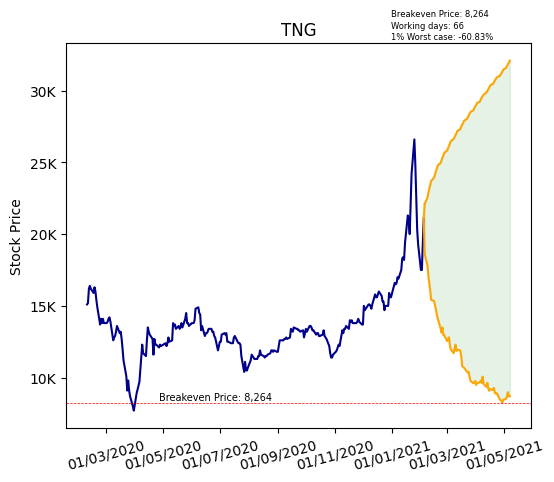 Breakeven Price: 8,264
Working days: 66
1% Worst case: -60.83%
TNG
Stock Price
30K
25K
20K
15K
10K
Breakeven Price: 8,264
01/03/2020
01/05/2020
01/07/2020
01/09/2020
01/11/2020
01/01/2021
01/03/2021
01/05/2021